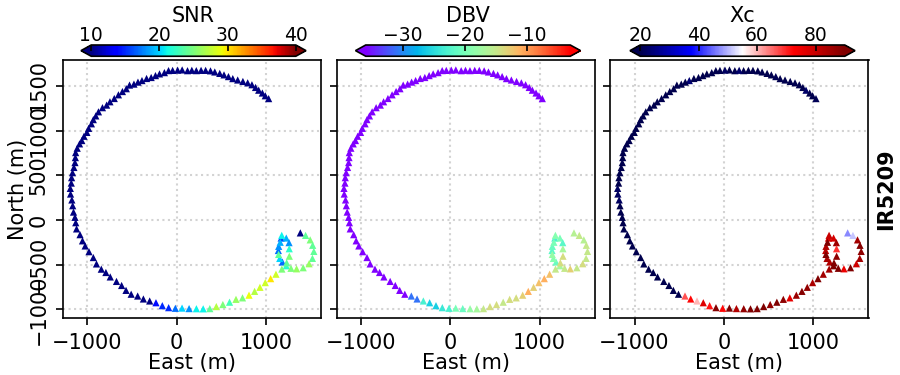 SNR DBV Xc
10 20 30 40 −30 −20 −10 20 40 60 80
1500
1000
500
0
−500
−1000
North (m)
IR5209
−1000 0 1000 −1000 0 1000 −1000 0 1000
East (m) East (m) East (m)